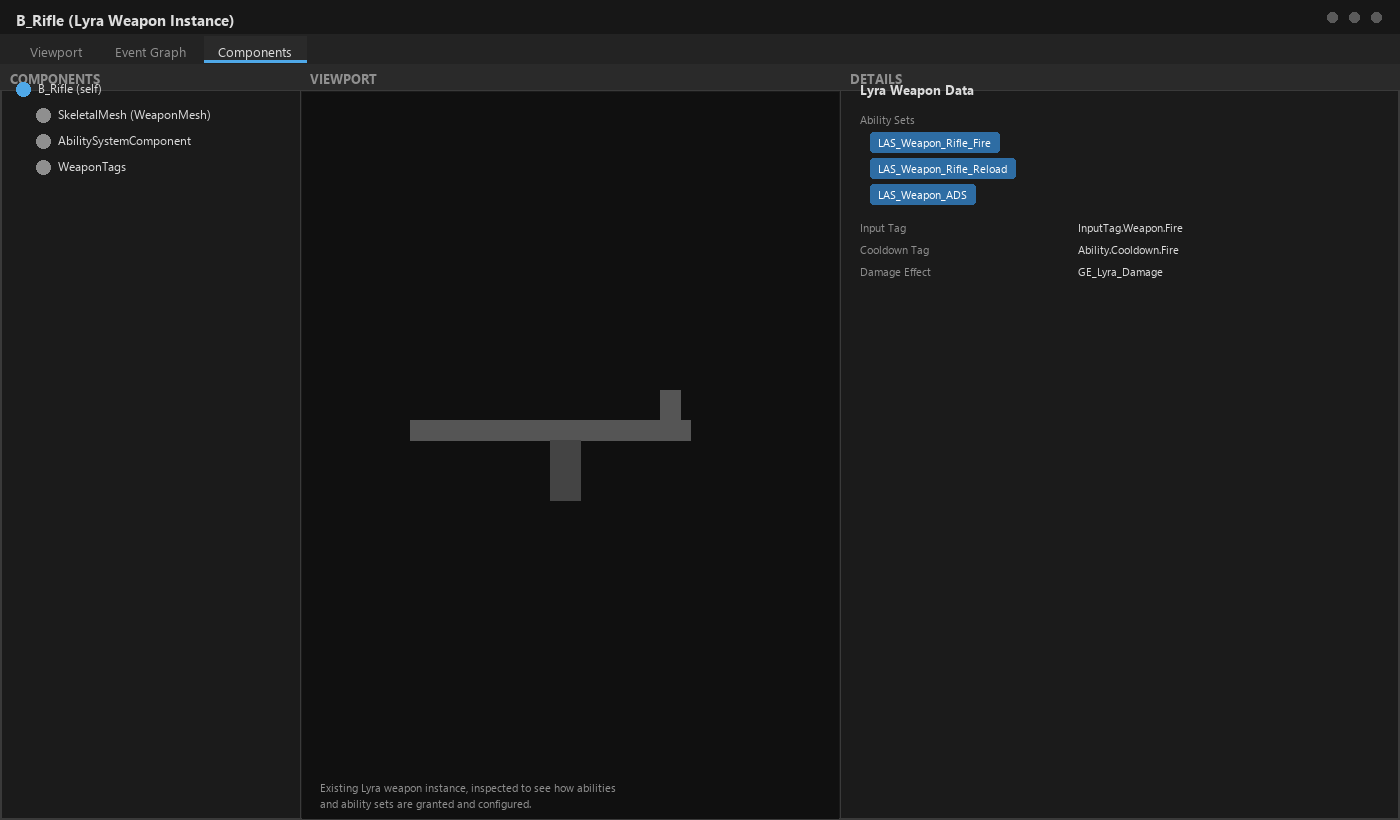 B_Rifle (Lyra Weapon Instance)
Viewport
Event Graph
Components
COMPONENTS
B_Rifle (self)
SkeletalMesh (WeaponMesh)
AbilitySystemComponent
WeaponTags
VIEWPORT
Existing Lyra weapon instance, inspected to see how abilities
and ability sets are granted and configured.
DETAILS
Lyra Weapon Data
Ability Sets
LAS_Weapon_Rifle_Fire
LAS_Weapon_Rifle_Reload
LAS_Weapon_ADS
Input Tag InputTag.Weapon.Fire
Cooldown Tag Ability.Cooldown.Fire
Damage Effect GE_Lyra_Damage